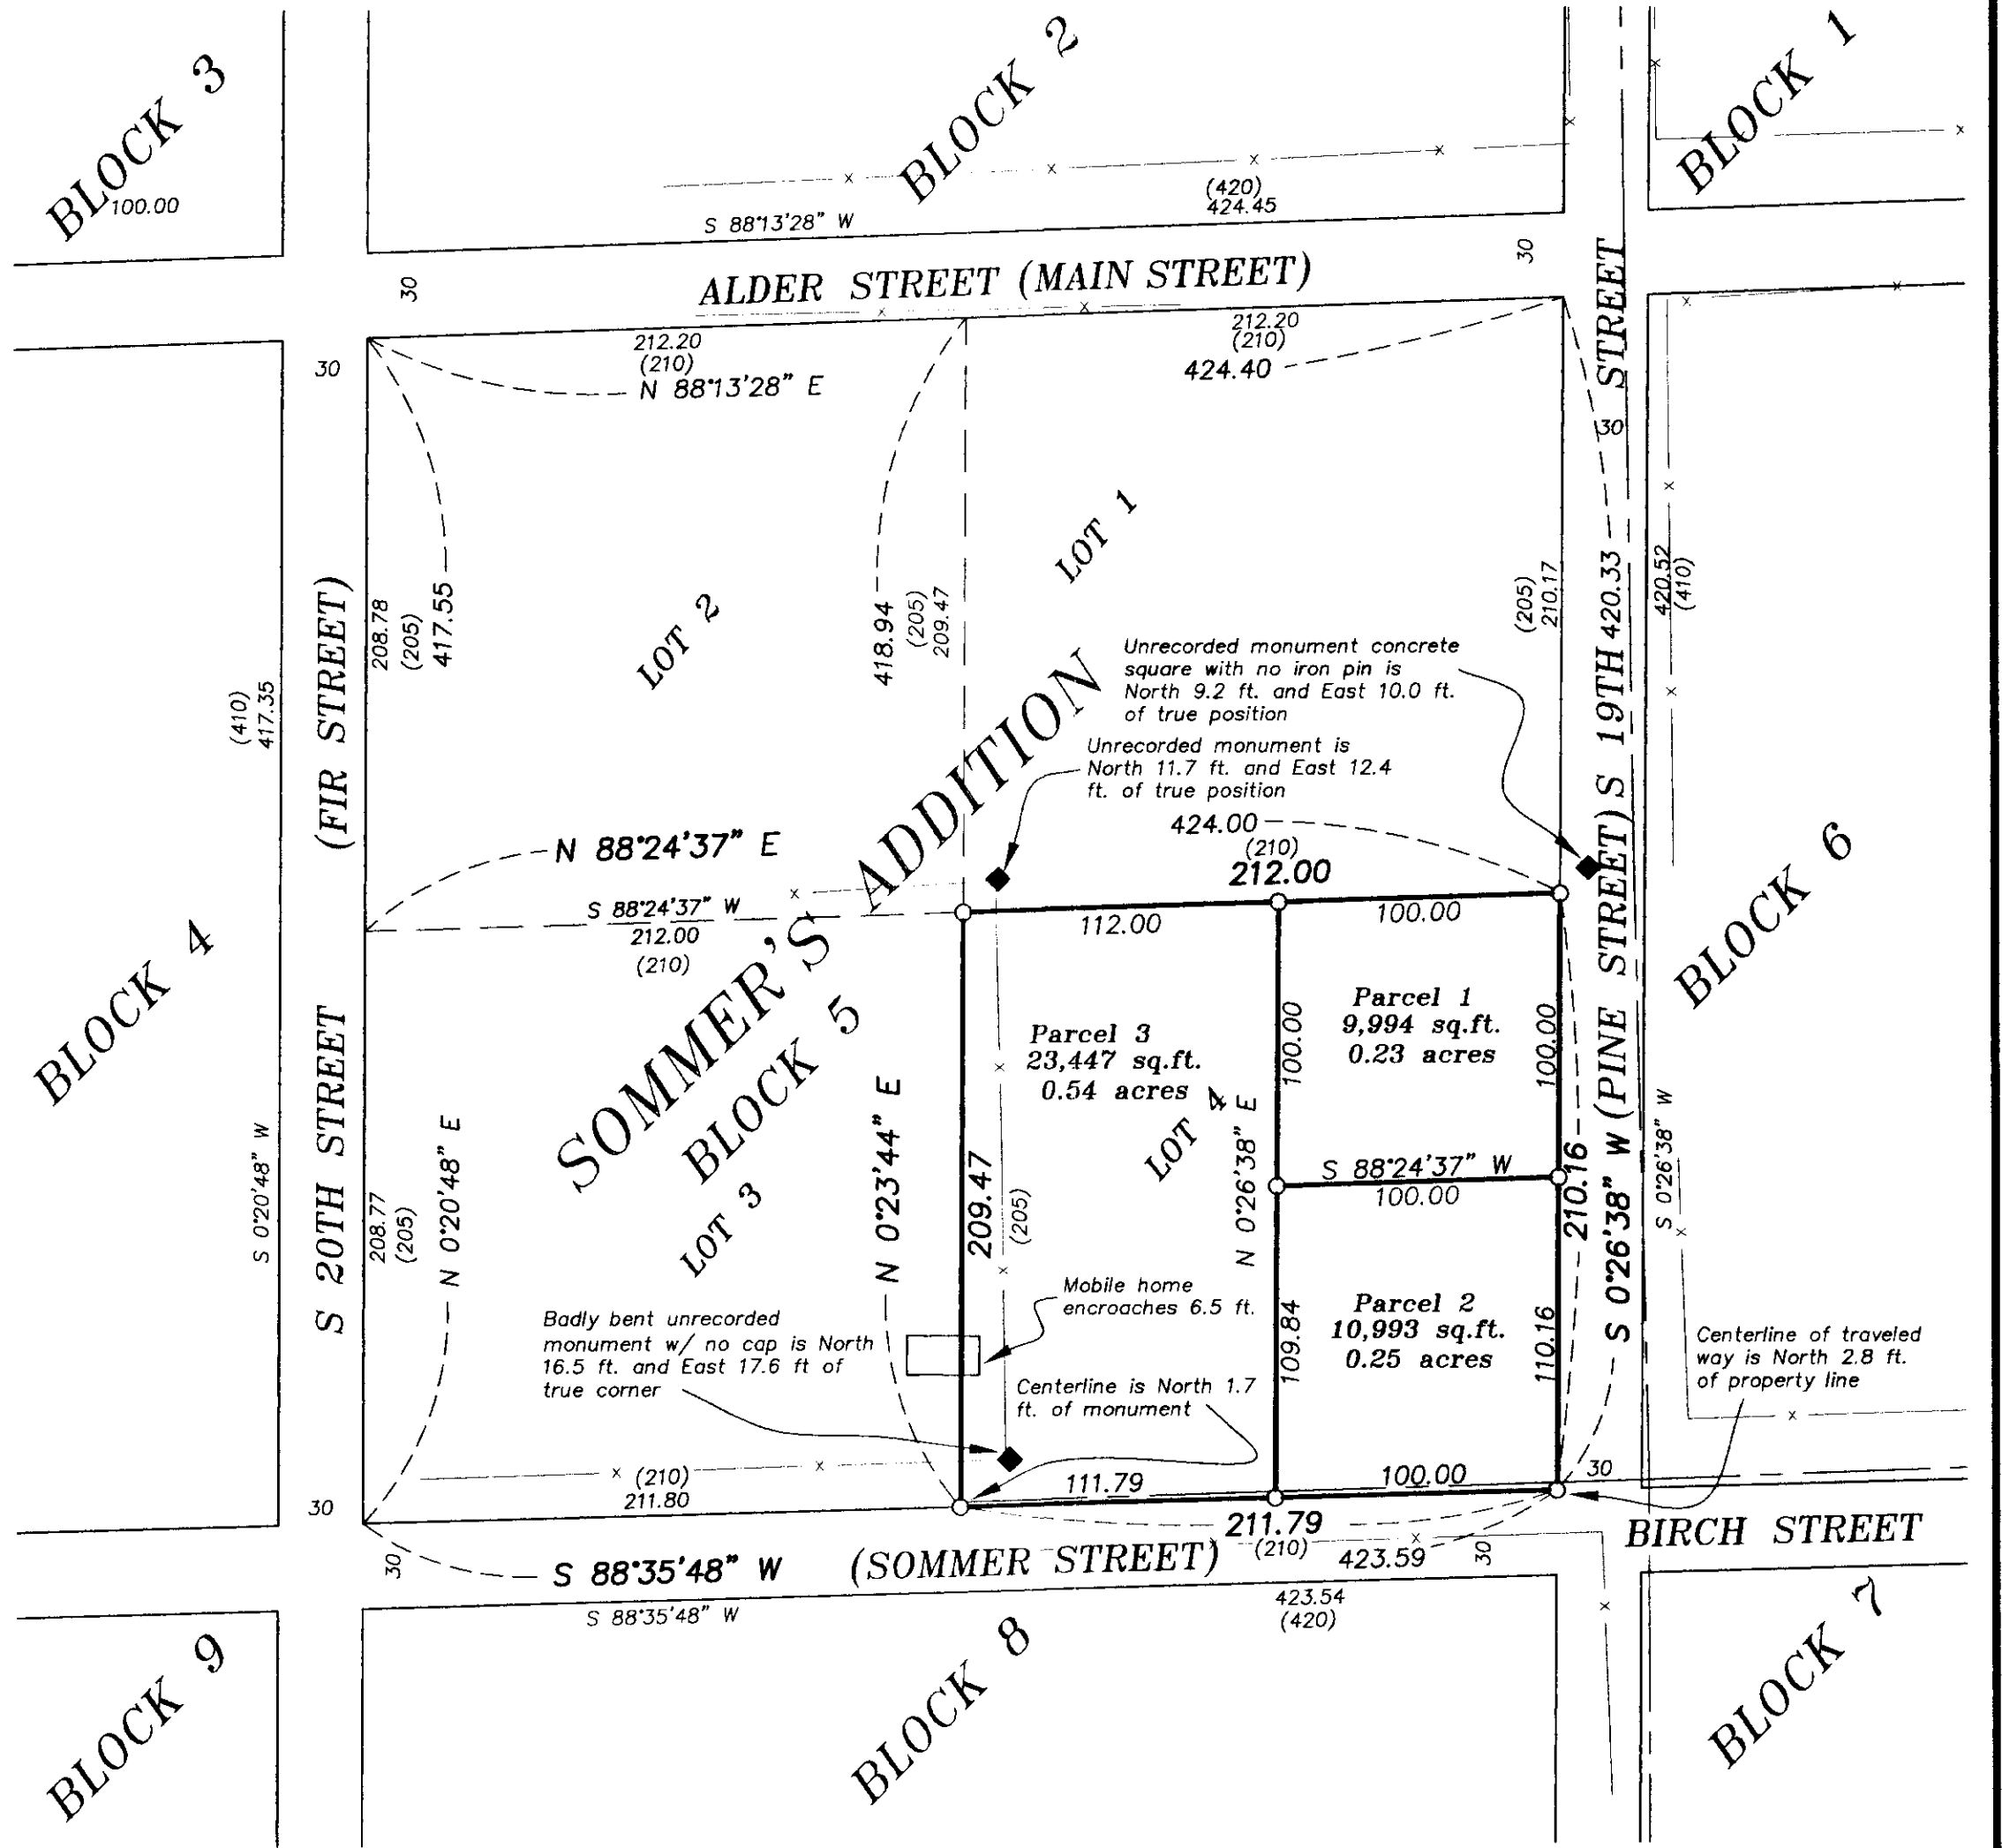 BLOCK 3
100.00
BLOCK 2
BLOCK 1
(420)
424.45
S 88°13'28" W
30
30
ALDER STREET (MAIN STREET)
212.20
(210)
N 88°13'28" E
212.20
(210)
424.40
30
30
S 19TH STREET
(PINE STREET)
LOT 1
LOT 2
(FIR STREET)
S 20TH STREET
208.78
(205)
417.55
418.94
(205)
209.47
(205)
210.17
420.33
420.52
(410)
(410)
417.35
SOMMER'S ADDITION
BLOCK 5
Unrecorded monument concrete
square with no iron pin is
North 9.2 ft. and East 10.0 ft.
of true position
Unrecorded monument is
North 11.7 ft. and East 12.4
ft. of true position
424.00
(210)
212.00
N 88°24'37" E
S 88°24'37" W
212.00
(210)
112.00
100.00
BLOCK 4
BLOCK 6
Parcel 3
23,447 sq.ft.
0.54 acres
Parcel 1
9,994 sq.ft.
0.23 acres
100.00
100.00
LOT 4
LOT 3
N 0°26'38" E
S 88°24'37" W
100.00
210.16
S 0°26'38" W
S 0°26'38" W
S 0°20'48" W
208.77
(205)
N 0°20'48" E
N 0°23'44" E
209.47
(205)
Mobile home
encroaches 6.5 ft.
Badly bent unrecorded
monument w/ no cap is North
16.5 ft. and East 17.6 ft of
true corner
Centerline is North 1.7
ft. of monument
109.84
Parcel 2
10,993 sq.ft.
0.25 acres
110.16
Centerline of traveled
way is North 2.8 ft.
of property line
(210)
211.80
111.79
100.00
30
30
211.79
(210)
423.59
30
30
BIRCH STREET
(SOMMER STREET)
S 88°35'48" W
S 88°35'48" W
423.54
(420)
BLOCK 9
BLOCK 8
BLOCK 7